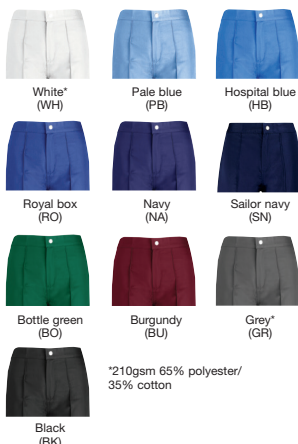 White*
(WH)
Pale blue
(PB)
Hospital blue
(HB)
Royal box
(RO)
Navy
(NA)
Sailor navy
(SN)
Bottle green
(BO)
Burgundy
(BU)
Grey*
(GR)
*210gsm 65% polyester/
35% cotton
Black
(BK)